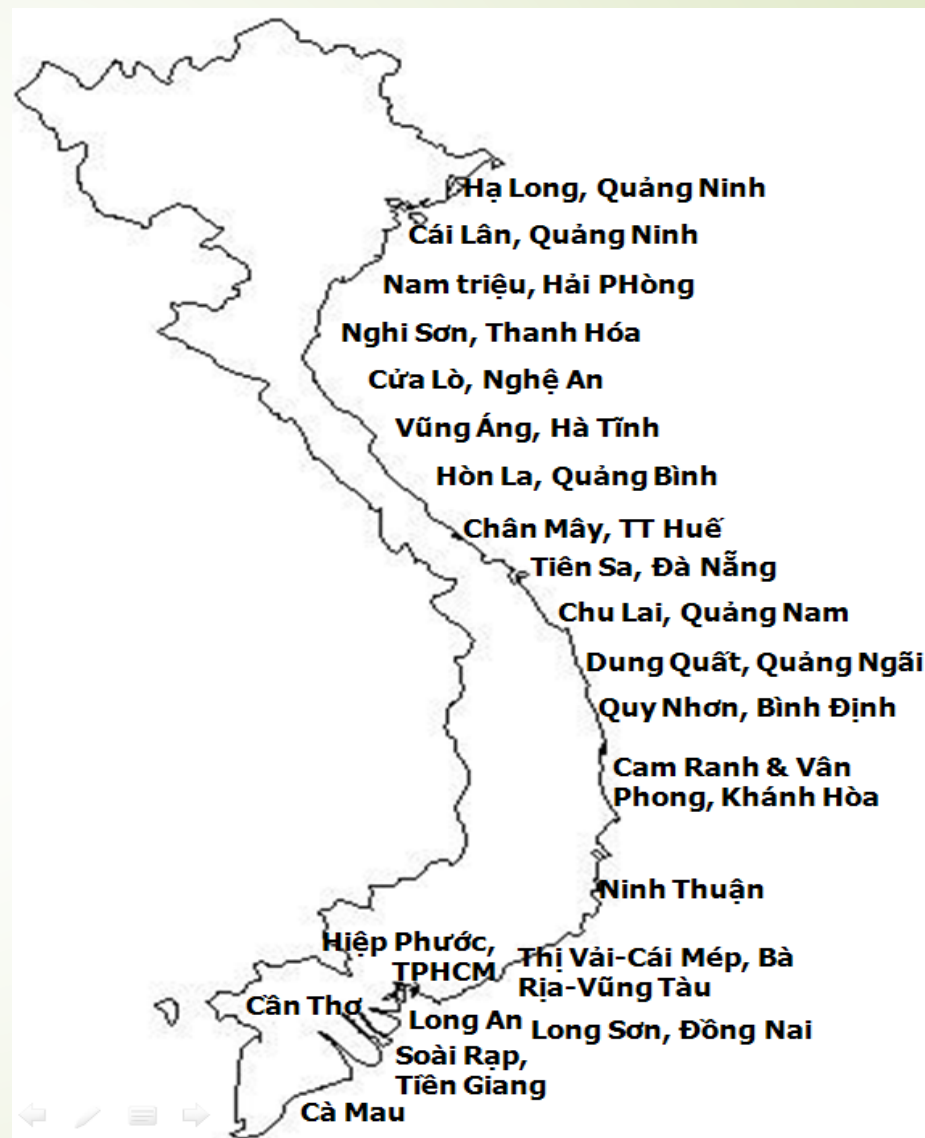 Hạ Long, Quảng Ninh
Cái Lân, Quảng Ninh
Nam triệu, Hải PHòng
Nghi Sơn, Thanh Hóa
Cửa Lò, Nghệ An
Vũng Áng, Hà Tĩnh
Hòn La, Quảng Bình
Chân Mây, TT Huế
Tiên Sa, Đà Nẵng
Chu Lai, Quảng Nam
Dung Quất, Quảng Ngãi
Quy Nhơn, Bình Định
Cam Ranh & Vân
Phong, Khánh Hòa
Ninh Thuận
Hiệp Phước,
TPHCM
Thị Vải-Cái Mép, Bà
Rịa-Vũng Tàu
Cần Thơ
Long An
Long Sơn, Đồng Nai
Soài Rạp,
Tiền Giang
Cà Mau